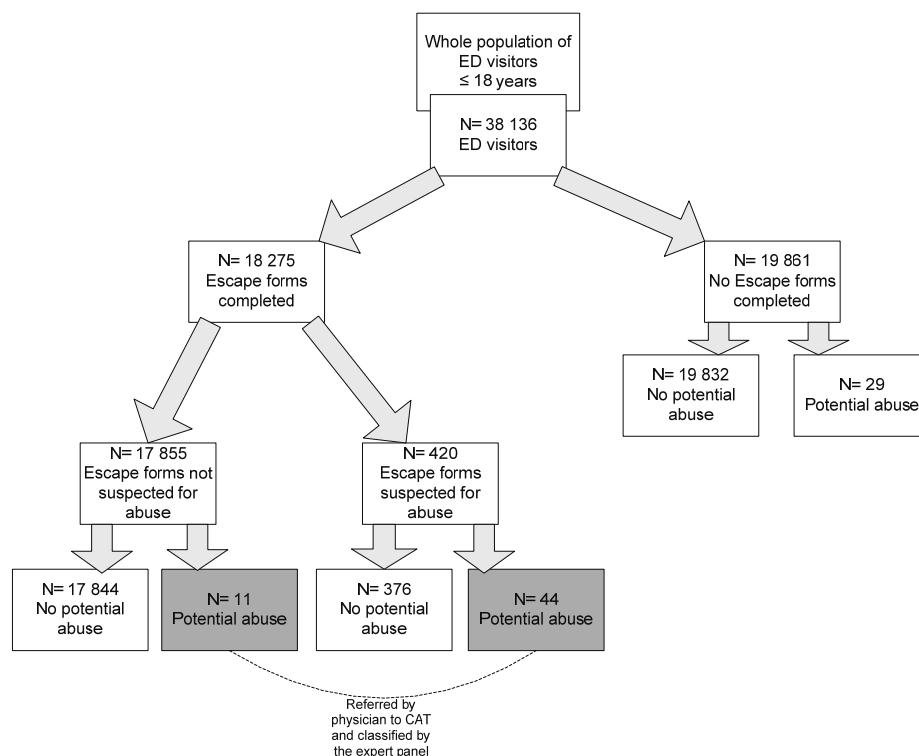 Whole population of
ED visitors
≤ 18 years
N= 38 136
ED visitors
N= 18 275
Escape forms
completed
N= 19 861
No Escape forms
completed
N= 19 832
No potential
abuse
N= 29
Potential abuse
N= 17 855
Escape forms not
suspected for
abuse
N= 420
Escape forms
suspected for
abuse
N= 17 844
No potential
abuse
N= 11
Potential abuse
N= 376
No potential
abuse
N= 44
Potential abuse
Referred by
physician to CAT
and classified by
the expert panel